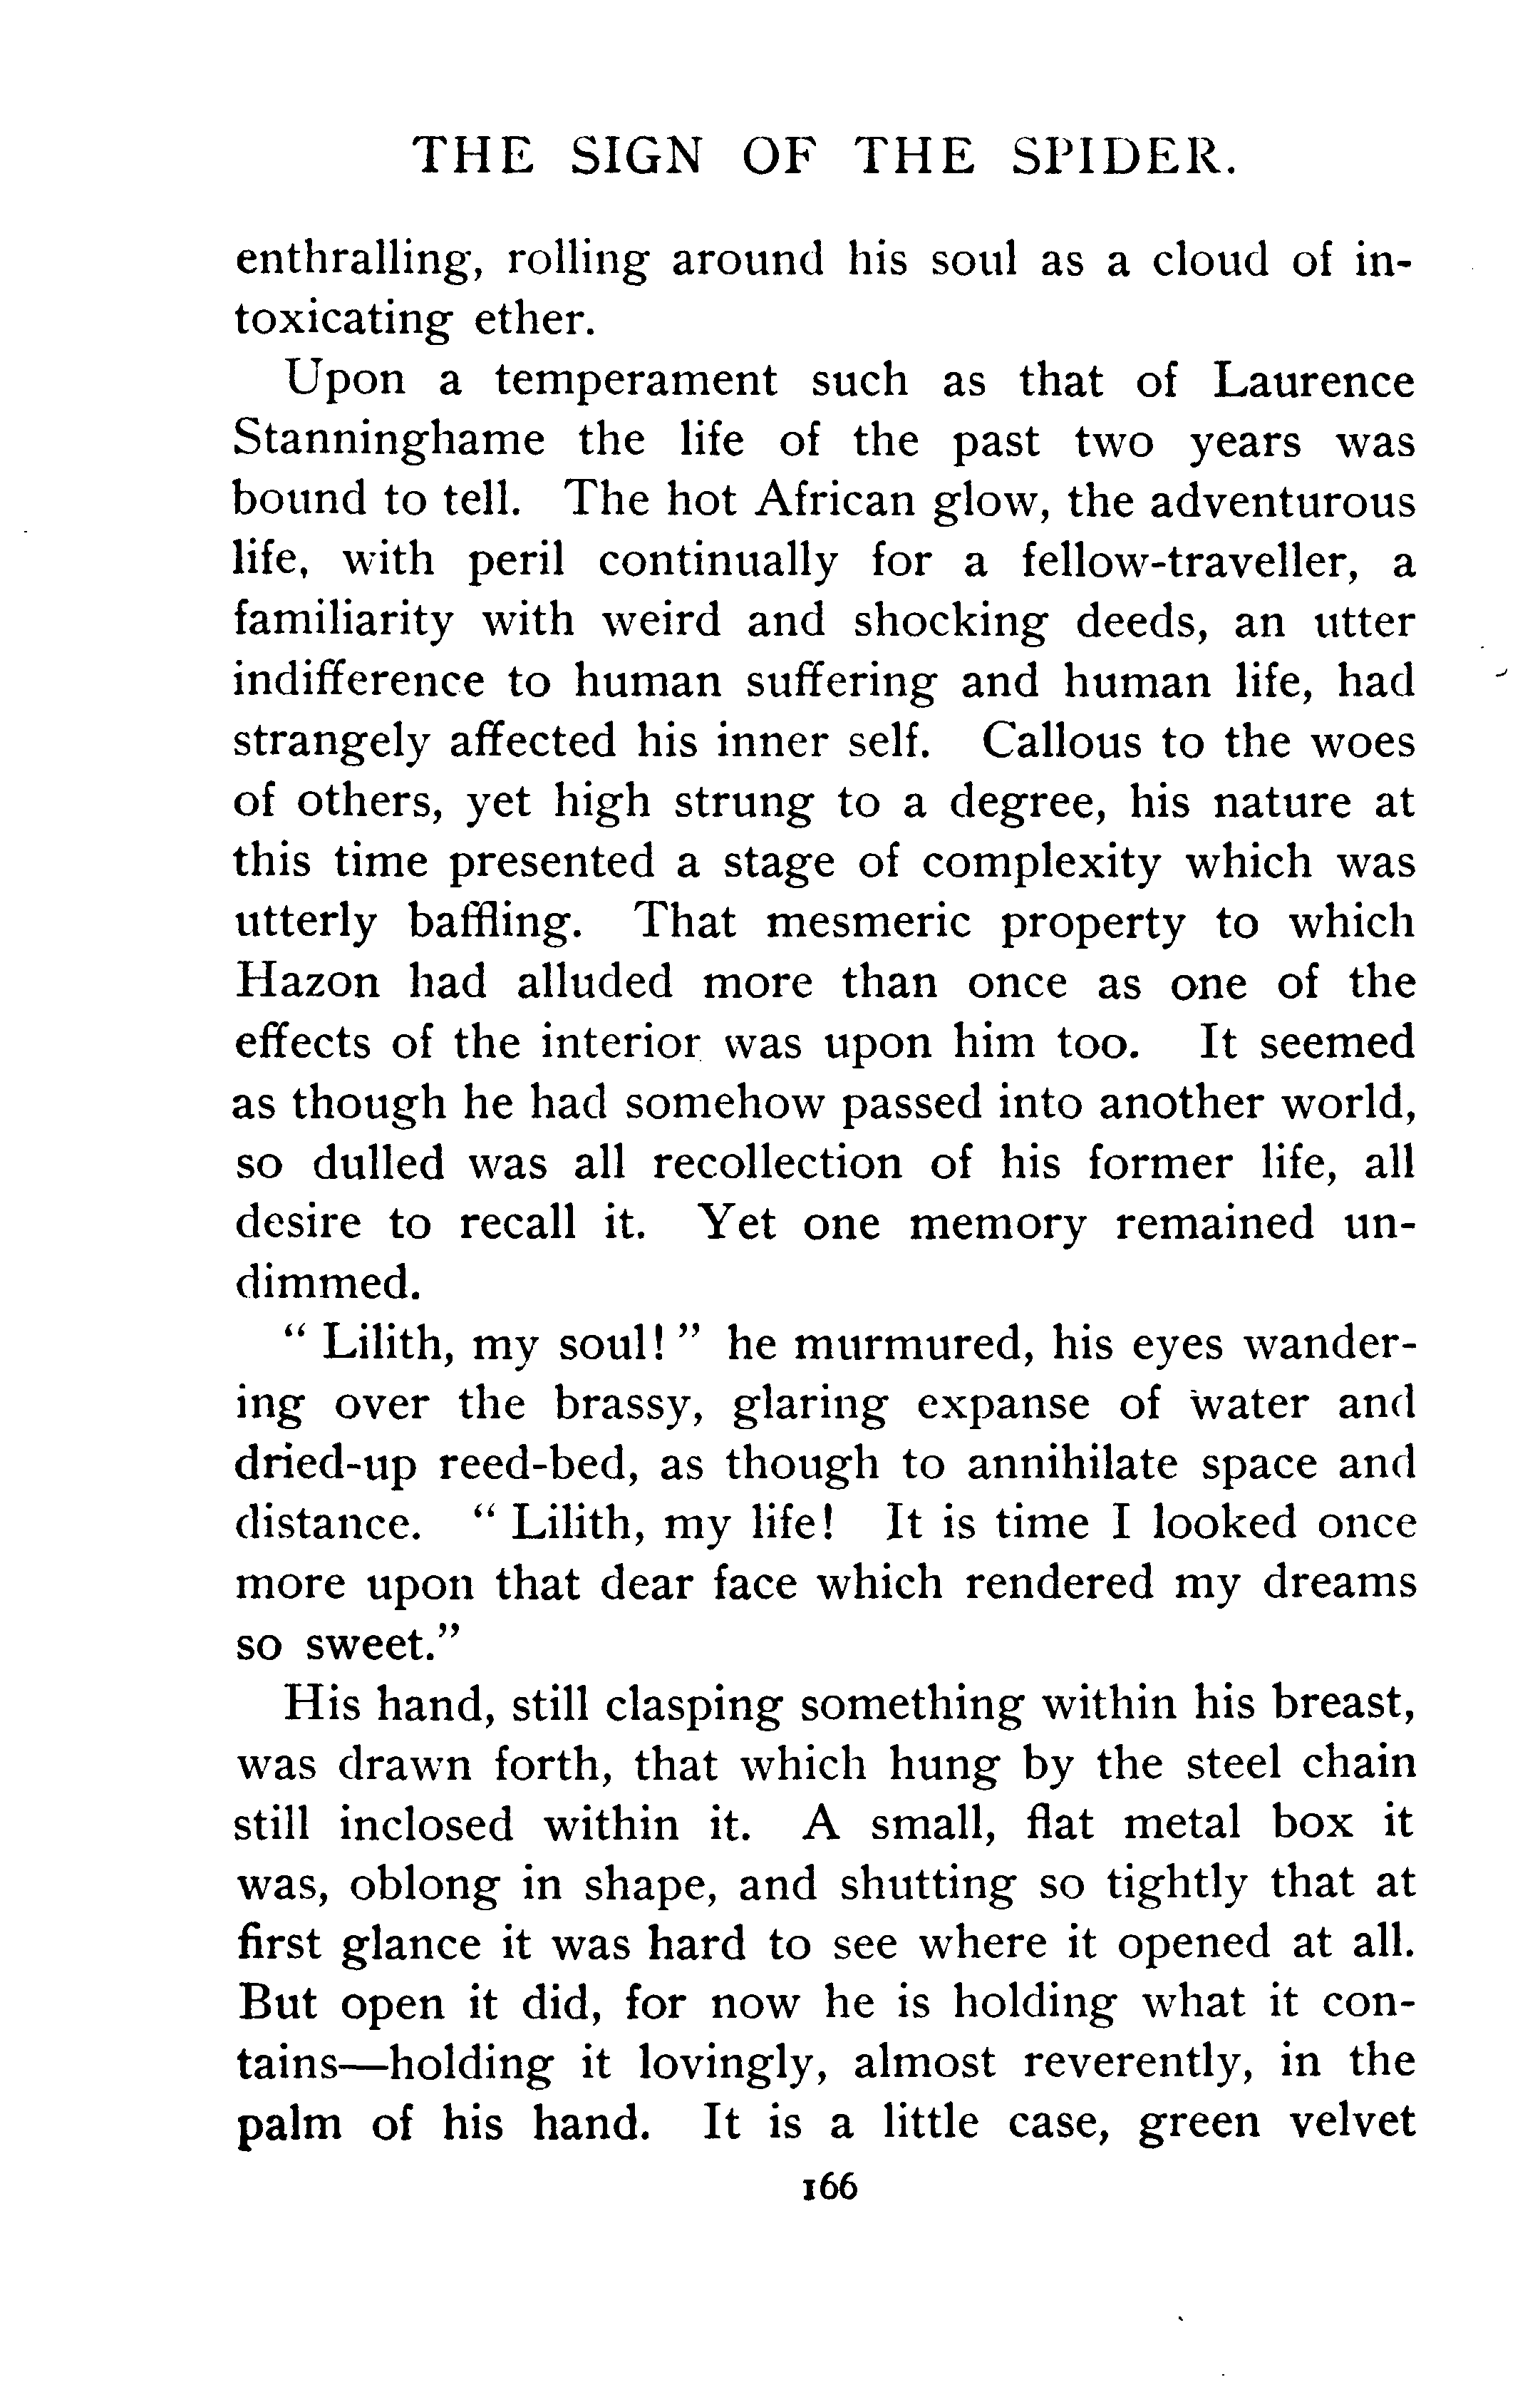 THE SIGN OF THE SPIDER.
enthralling, rolling around his soul as a cloud of in-
toxicating ether.
Upon a temperament such as that of Laurence
Stanninghame the life of the past two years was
bound to tell. The hot African glow, the adventurous
life, with peril continually for a fellow-traveller, a
familiarity with weird and shocking deeds, an utter
indifference to human suffering and human life, had
strangely affected his inner self. Callous to the woes
of others, yet high strung to a degree, his nature at
this time presented a stage of complexity which was
utterly baffling. That mesmeric property to which
Hazon had alluded more than once as one of the
effects of the interior was upon him too. It seemed
as though he had somehow passed into another world,
so dulled was all recollection of his former life, all
desire to recall it. Yet one memory remained un-
dimmed.
“ Lilith, my soul! ” he murmured, his eyes wander-
ing over the brassy, glaring expanse of water and
dried-up reed-bed, as though to annihilate space and
distance. “ Lilith, my life! It is time I looked once
more upon that dear face which rendered my dreams
so sweet.”
His hand, still clasping something within his breast,
was drawn forth, that which hung by the steel chain
still inclosed within it. A small, flat metal box it
was, oblong in shape, and shutting so tightly that at
first glance it was hard to see where it opened at all.
But open it did, for now he is holding what it con-
tains—holding it lovingly, almost reverently, in the
palm of his hand. It is a little case, green velvet
166